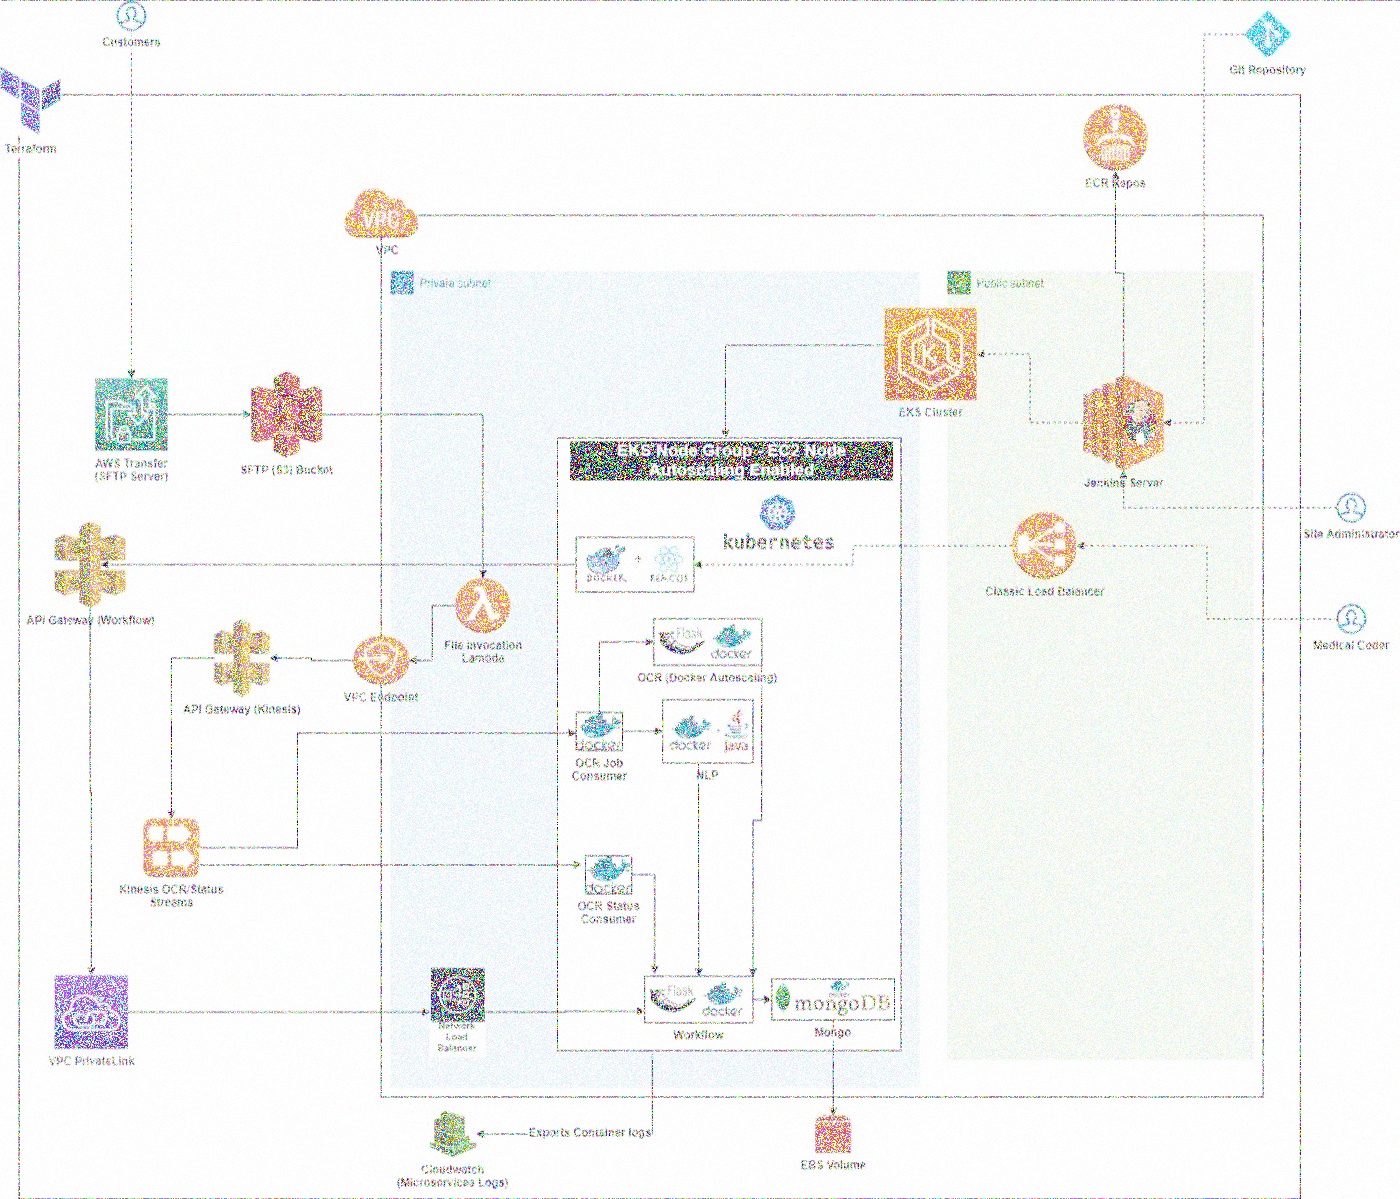 Customers
Git Repository
Terraform
ECR Repos
VPC
VPC
Private subnet
Public subnet
EKS Cluster
AWS Transfer
(SFTP Server)
SFTP (S3) Bucket
EKS Node Group - EC2 Node
Autoscaling Enabled
Jenkins Server
kubernetes
Site Administrator
DOCKER
+
API Gateway (Workflow)
Classic Load Balancer
File Invocation
Lambda
Flask
docker
Medical Coder
OCR (Docker Autoscaling)
VPC Endpoint
API Gateway (Kinesis)
docker
docker
java
OCR Job
Consumer
NLP
Kinesis OCR/Status
Streams
docker
OCR Status
Consumer
Flask
docker
mongoDB
Network
Load
Balancer
Workflow
Mongo
VPC PrivateLink
Exports Container logs
Cloudwatch
(Microservices Logs)
EBS Volume